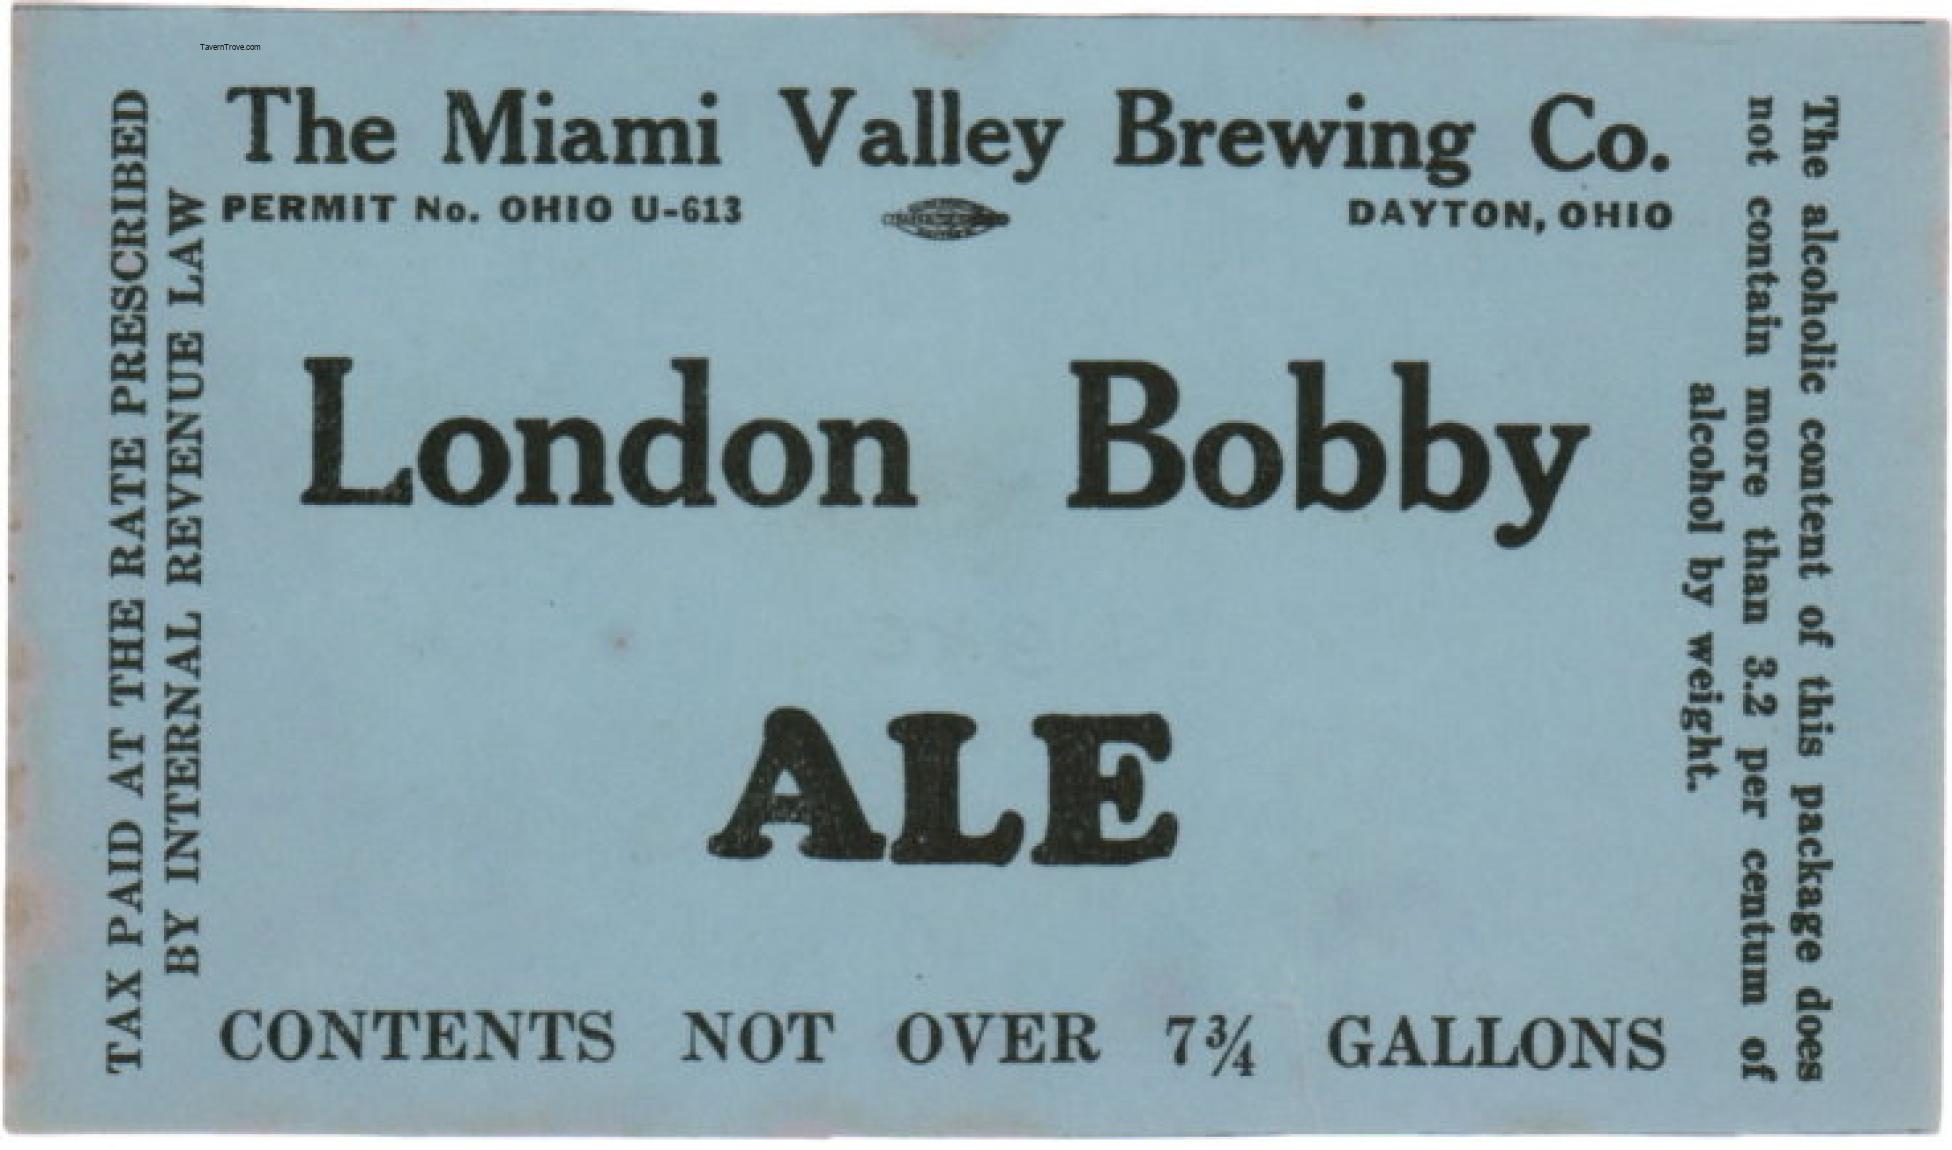 TavernTrove.com
The Miami Valley Brewing Co.
PERMIT No. OHIO U-613
DAYTON, OHIO
London Bobby
ALE
CONTENTS NOT OVER 7¾ GALLONS
TAX PAID AT THE RATE PRESCRIBED
BY INTERNAL REVENUE LAW
The alcoholic content of this package does
not contain more than 3.2 per centum of
alcohol by weight.